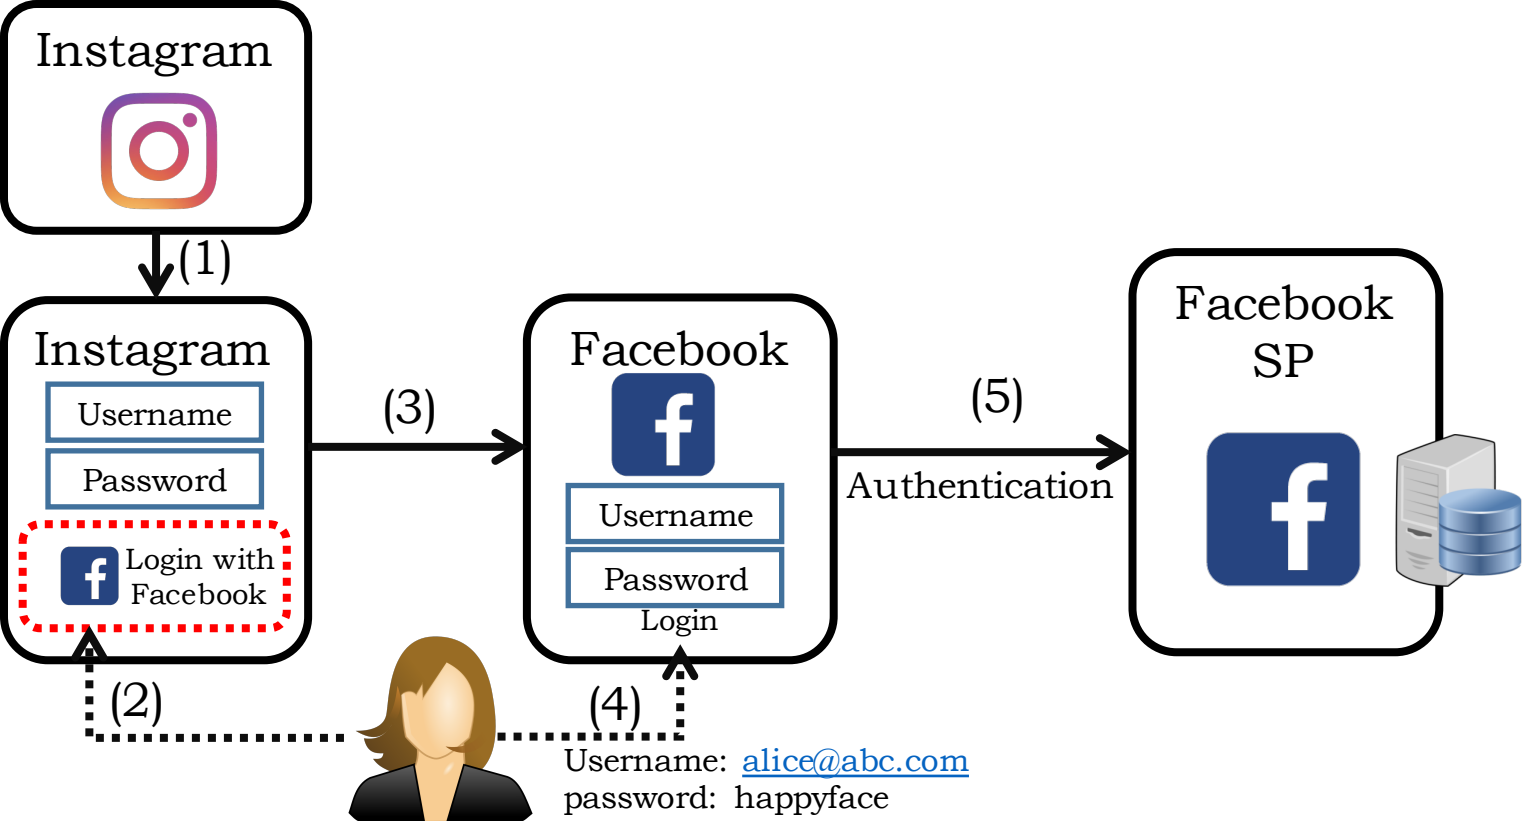 Instagram
(1)
Instagram
Username
Password
Login with
Facebook
(2)
(3)
Facebook
Username
Password
Login
(4)
Username: alice@abc.com
password: happyface
(5)
Authentication
Facebook
SP